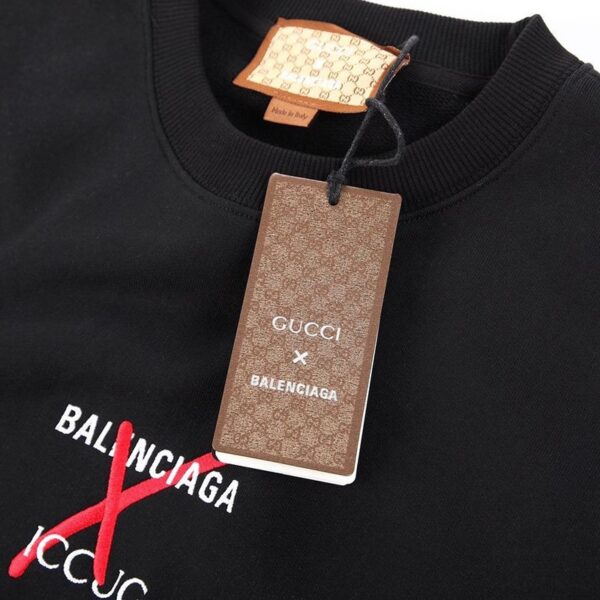 Made in Italy
GUCCI
×
BALENCIAGA
BALENCIAGA
ICCUC